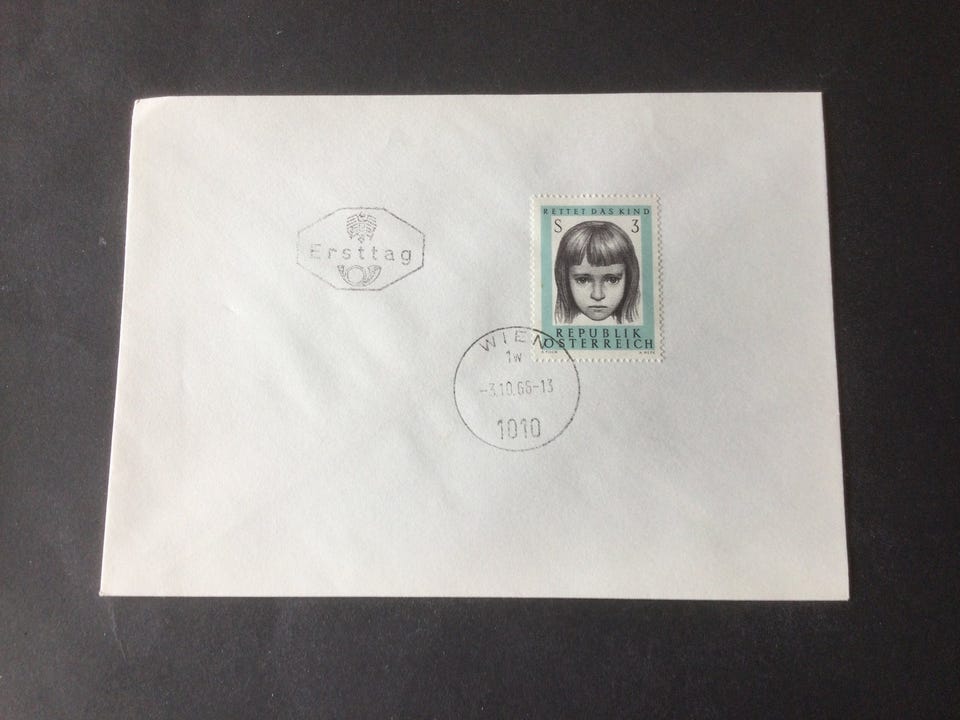 Ersttag
RETTET DAS KIND
S 3
REPUBLIK
ÖSTERREICH
WIEN
1w
-3.10.66-13
1010